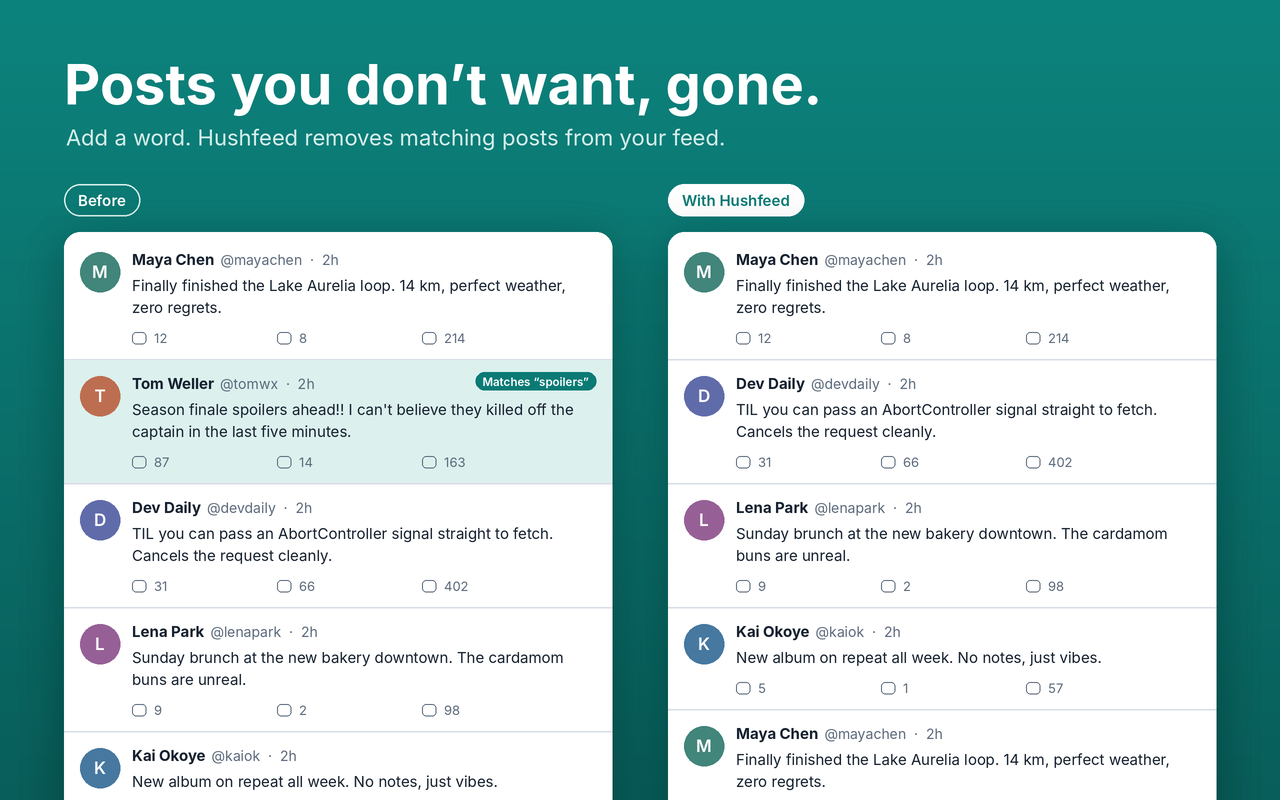 Posts you don’t want, gone.
Add a word. Hushfeed removes matching posts from your feed.
Before
M
Maya Chen @mayachen · 2h
Finally finished the Lake Aurelia loop. 14 km, perfect weather,
zero regrets.
12 8 214
T
Tom Weller @tomwx · 2h
Matches “spoilers”
Season finale spoilers ahead!! I can't believe they killed off the
captain in the last five minutes.
87 14 163
D
Dev Daily @devdaily · 2h
TIL you can pass an AbortController signal straight to fetch.
Cancels the request cleanly.
31 66 402
L
Lena Park @lenapark · 2h
Sunday brunch at the new bakery downtown. The cardamom
buns are unreal.
9 2 98
K
Kai Okoye @kaiok · 2h
New album on repeat all week. No notes, just vibes.
With Hushfeed
M
Maya Chen @mayachen · 2h
Finally finished the Lake Aurelia loop. 14 km, perfect weather,
zero regrets.
12 8 214
D
Dev Daily @devdaily · 2h
TIL you can pass an AbortController signal straight to fetch.
Cancels the request cleanly.
31 66 402
L
Lena Park @lenapark · 2h
Sunday brunch at the new bakery downtown. The cardamom
buns are unreal.
9 2 98
K
Kai Okoye @kaiok · 2h
New album on repeat all week. No notes, just vibes.
5 1 57
M
Maya Chen @mayachen · 2h
Finally finished the Lake Aurelia loop. 14 km, perfect weather,
zero regrets.